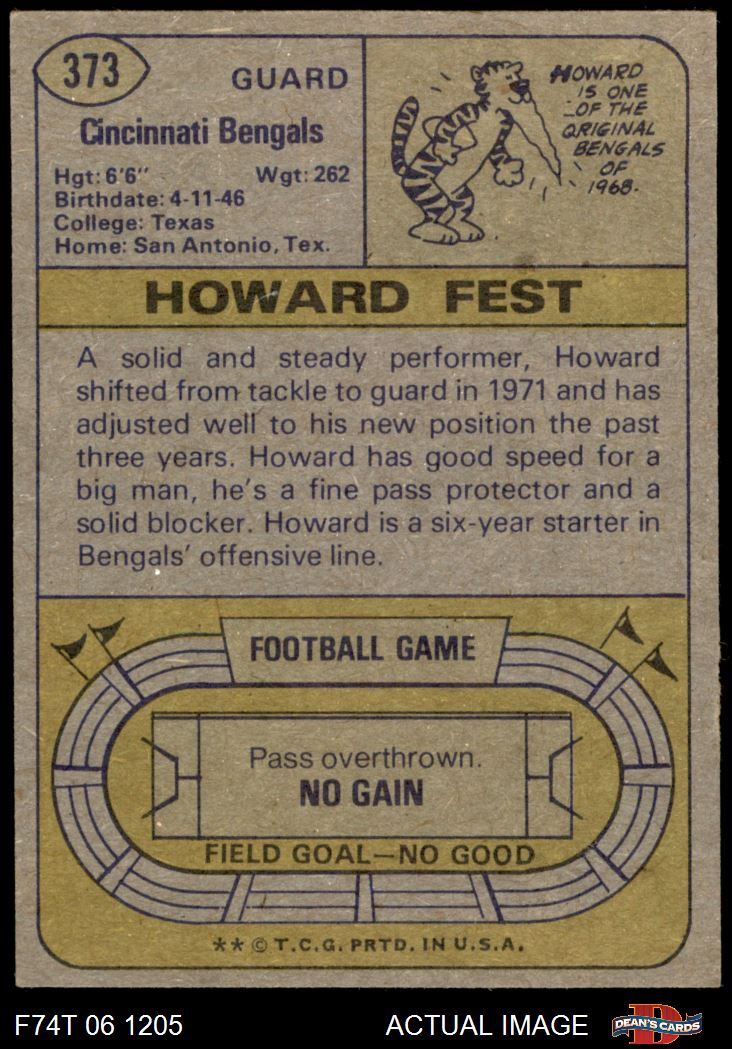 373
GUARD
Cincinnati Bengals
Hgt: 6'6" Wgt: 262
Birthdate: 4-11-46
College: Texas
Home: San Antonio, Tex.
HOWARD
IS ONE
OF THE
ORIGINAL
BENGALS
OF
1968.
HOWARD FEST
A solid and steady performer, Howard
shifted from tackle to guard in 1971 and has
adjusted well to his new position the past
three years. Howard has good speed for a
big man, he's a fine pass protector and a
solid blocker. Howard is a six-year starter in
Bengals' offensive line.
FOOTBALL GAME
Pass overthrown.
NO GAIN
FIELD GOAL—NO GOOD
** © T.C.G. PRTD. IN U.S.A.
F74T 06 1205
ACTUAL IMAGE
D
DEAN'S CARDS